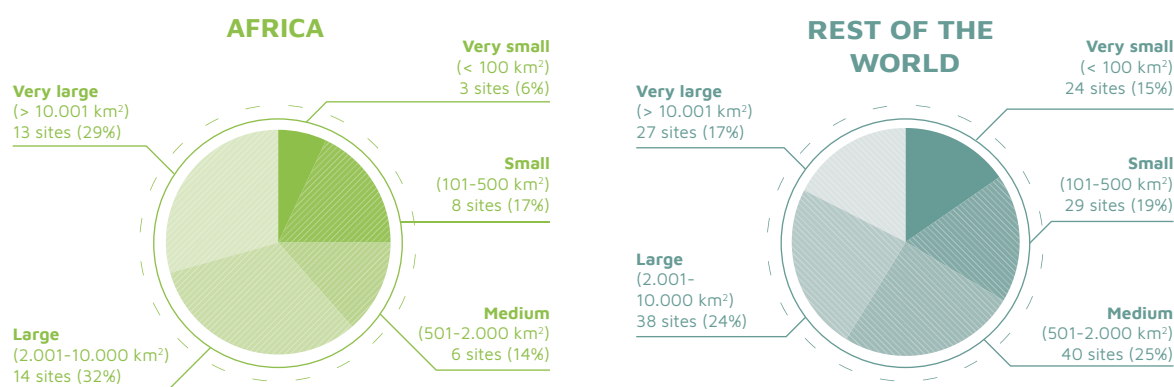 AFRICA
Very small
(< 100 km²)
3 sites (6%)
Very large
(> 10.001 km²)
13 sites (29%)
Small
(101-500 km²)
8 sites (17%)
Medium
(501-2.000 km²)
6 sites (14%)
Large
(2.001-10.000 km²)
14 sites (32%)
REST OF THE
WORLD
Very small
(< 100 km²)
24 sites (15%)
Very large
(> 10.001 km²)
27 sites (17%)
Small
(101-500 km²)
29 sites (19%)
Large
(2.001-
10.000 km²)
38 sites (24%)
Medium
(501-2.000 km²)
40 sites (25%)